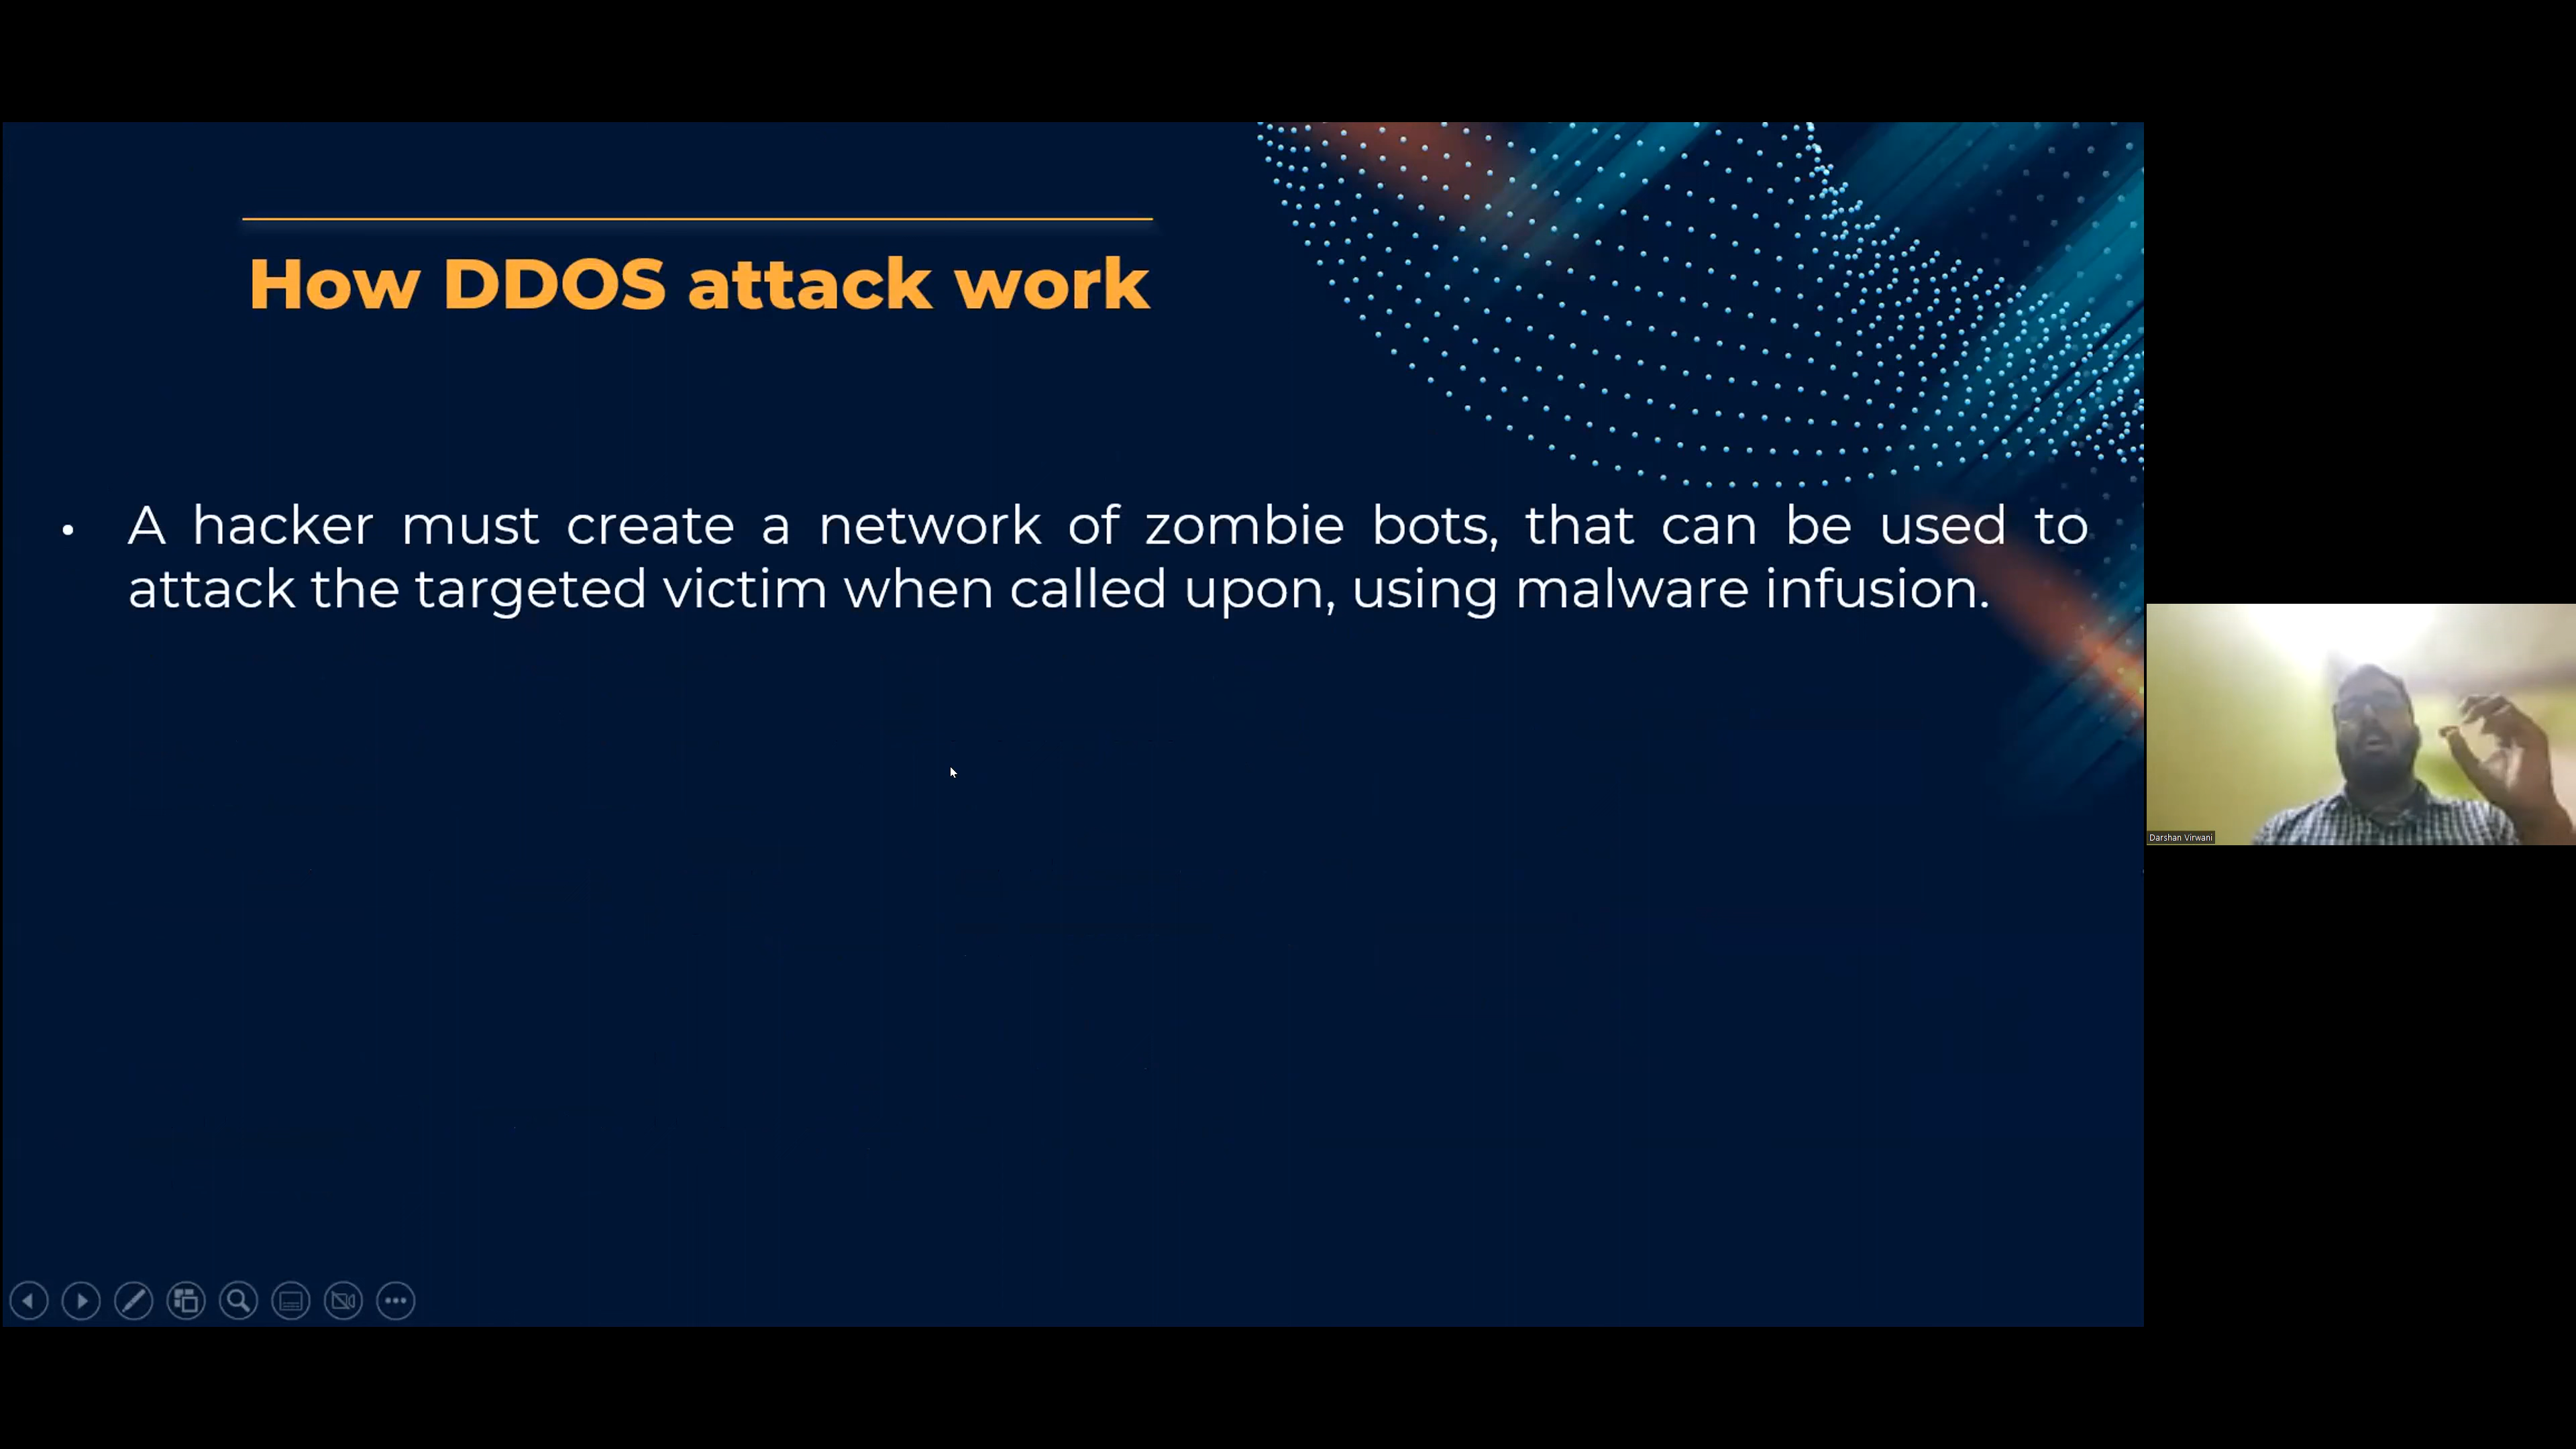 How DDOS attack work
• A hacker must create a network of zombie bots, that can be used to
attack the targeted victim when called upon, using malware infusion.
Darshan Virwani